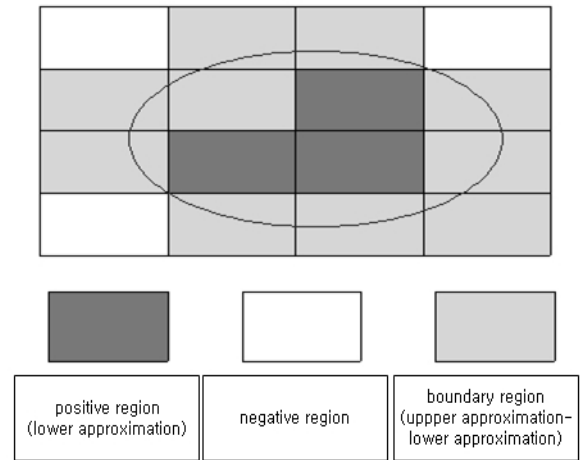 positive region
(lower approximation)
negative region
boundary region
(uppper approximation-
lower approximation)